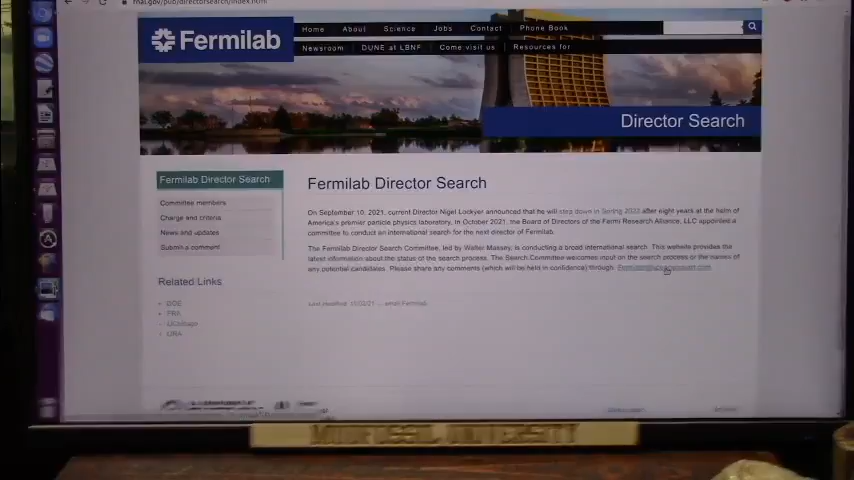 fnal.gov/pub/directorsearch/index.html
Fermilab
Home About Science Jobs Contact Phone Book
Newsroom DUNE at LBNF Come visit us Resources for
Director Search
Fermilab Director Search
Committee members
Charge and criteria
News and updates
Submit a comment
Related Links
DOE
FRA
UChicago
URA
Fermilab Director Search
On September 10, 2021, current Director Nigel Lockyer announced that he will step down in Spring 2022 after eight years at the helm of
America's premier particle physics laboratory. In October 2021, the Board of Directors of the Fermi Research Alliance, LLC appointed a
committee to conduct an international search for the next director of Fermilab.
The Fermilab Director Search Committee, led by Walter Massey, is conducting a broad international search. This website provides the
latest information about the status of the search process. The Search Committee welcomes input on the search process or the names of
any potential candidates. Please share any comments (which will be held in confidence) through
Last modified: email Fermilab
UNIVERSITY